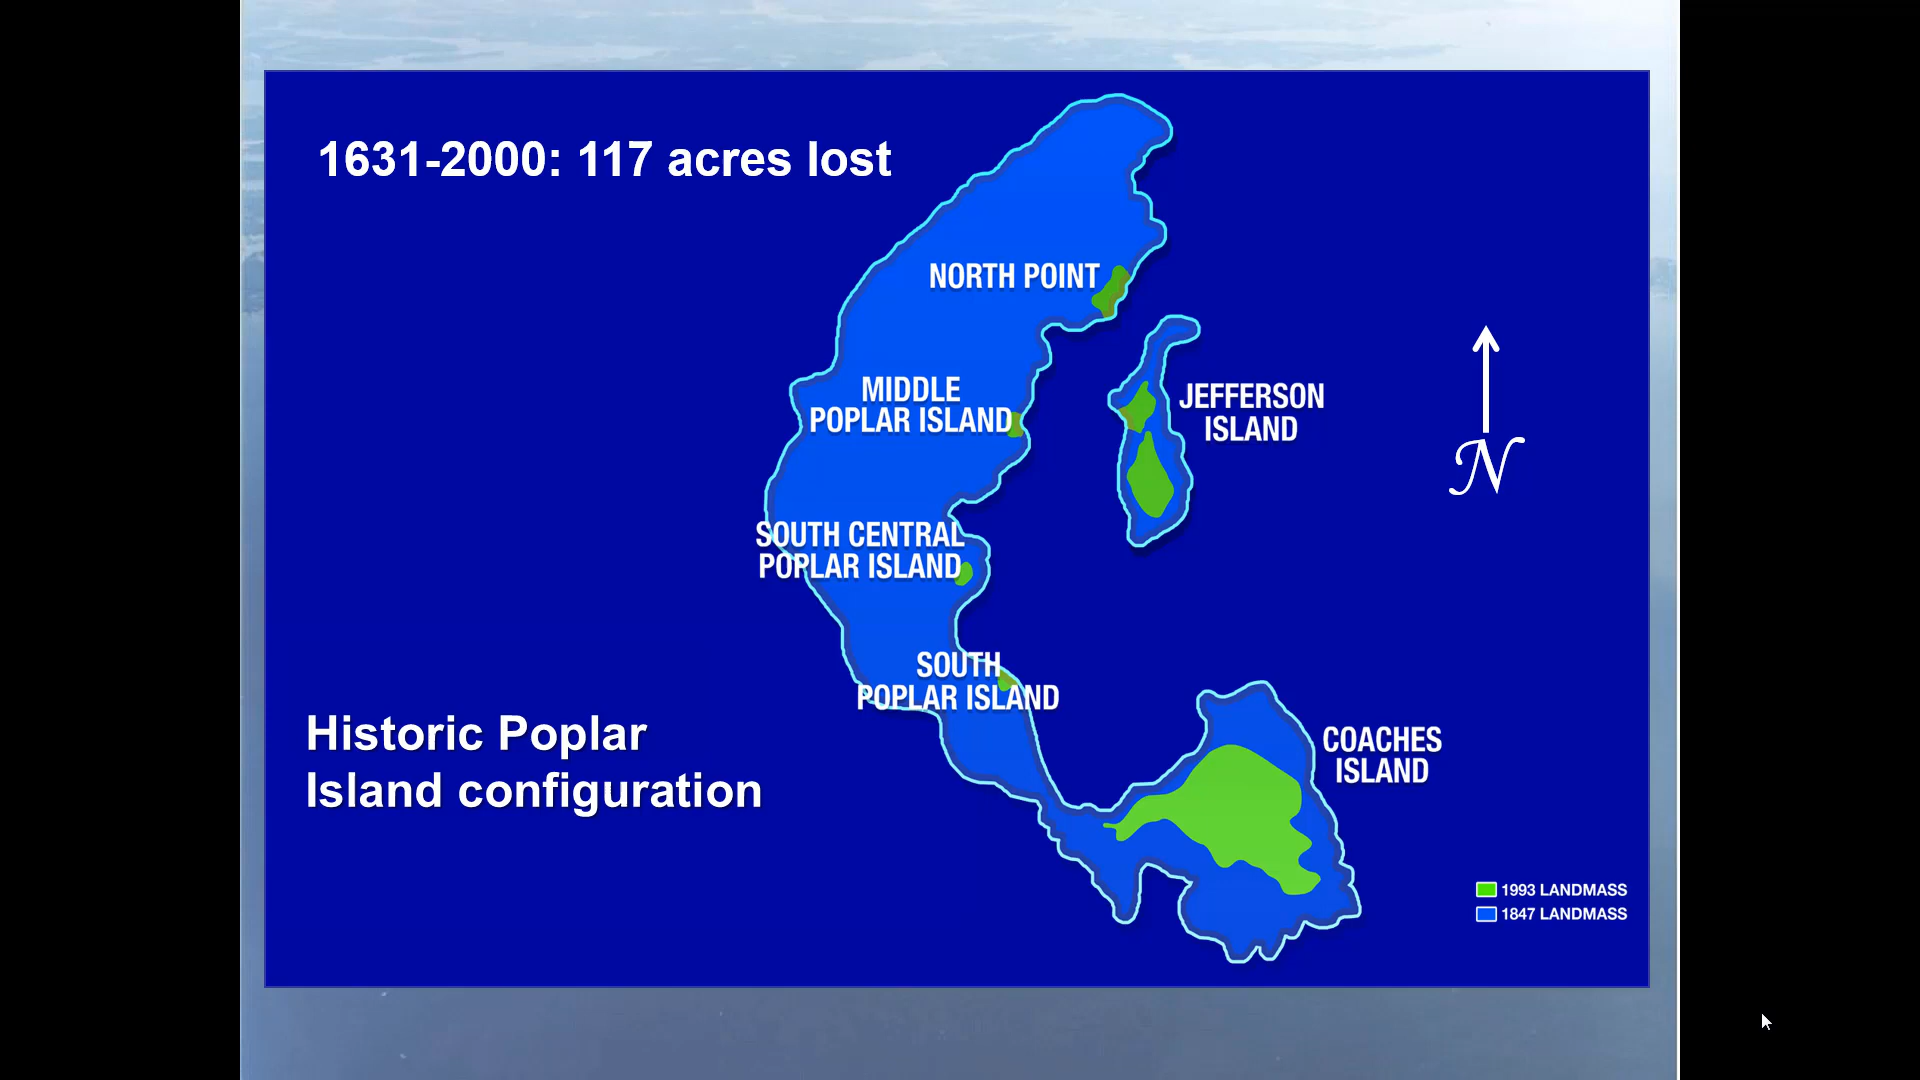 1631-2000: 117 acres lost
NORTH POINT
MIDDLE
POPLAR ISLAND
JEFFERSON
ISLAND
N
SOUTH CENTRAL
POPLAR ISLAND
SOUTH
POPLAR ISLAND
Historic Poplar
Island configuration
COACHES
ISLAND
1993 LANDMASS
1847 LANDMASS